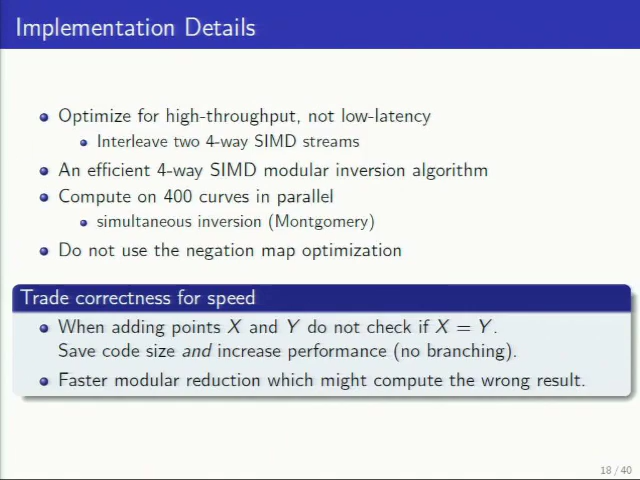 Implementation Details
Optimize for high-throughput, not low-latency
Interleave two 4-way SIMD streams
An efficient 4-way SIMD modular inversion algorithm
Compute on 400 curves in parallel
simultaneous inversion (Montgomery)
Do not use the negation map optimization
Trade correctness for speed
When adding points X and Y do not check if X = Y.
Save code size and increase performance (no branching).
Faster modular reduction which might compute the wrong result.
18 / 40